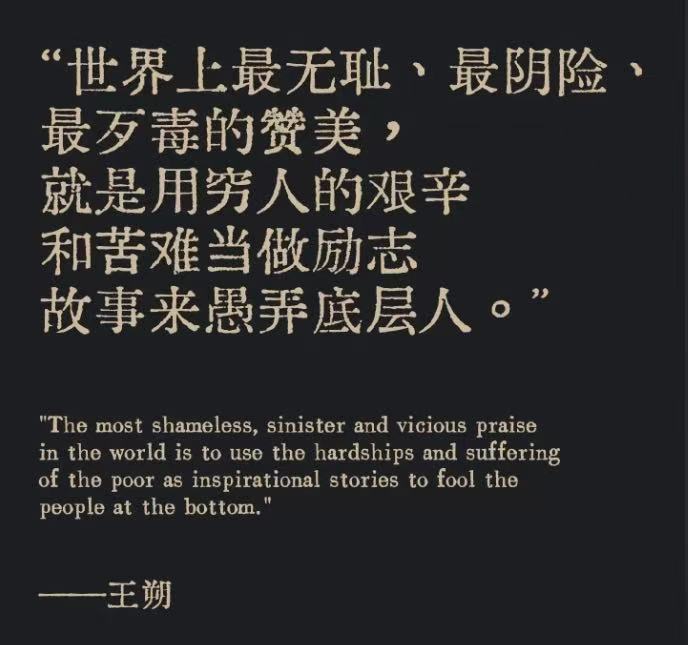 “世界上最无耻、最阴险、
最歹毒的赞美，
就是用穷人的艰辛
和苦难当做励志
故事来愚弄底层人。”
"The most shameless, sinister and vicious praise
in the world is to use the hardships and suffering
of the poor as inspirational stories to fool the
people at the bottom."
——王朔